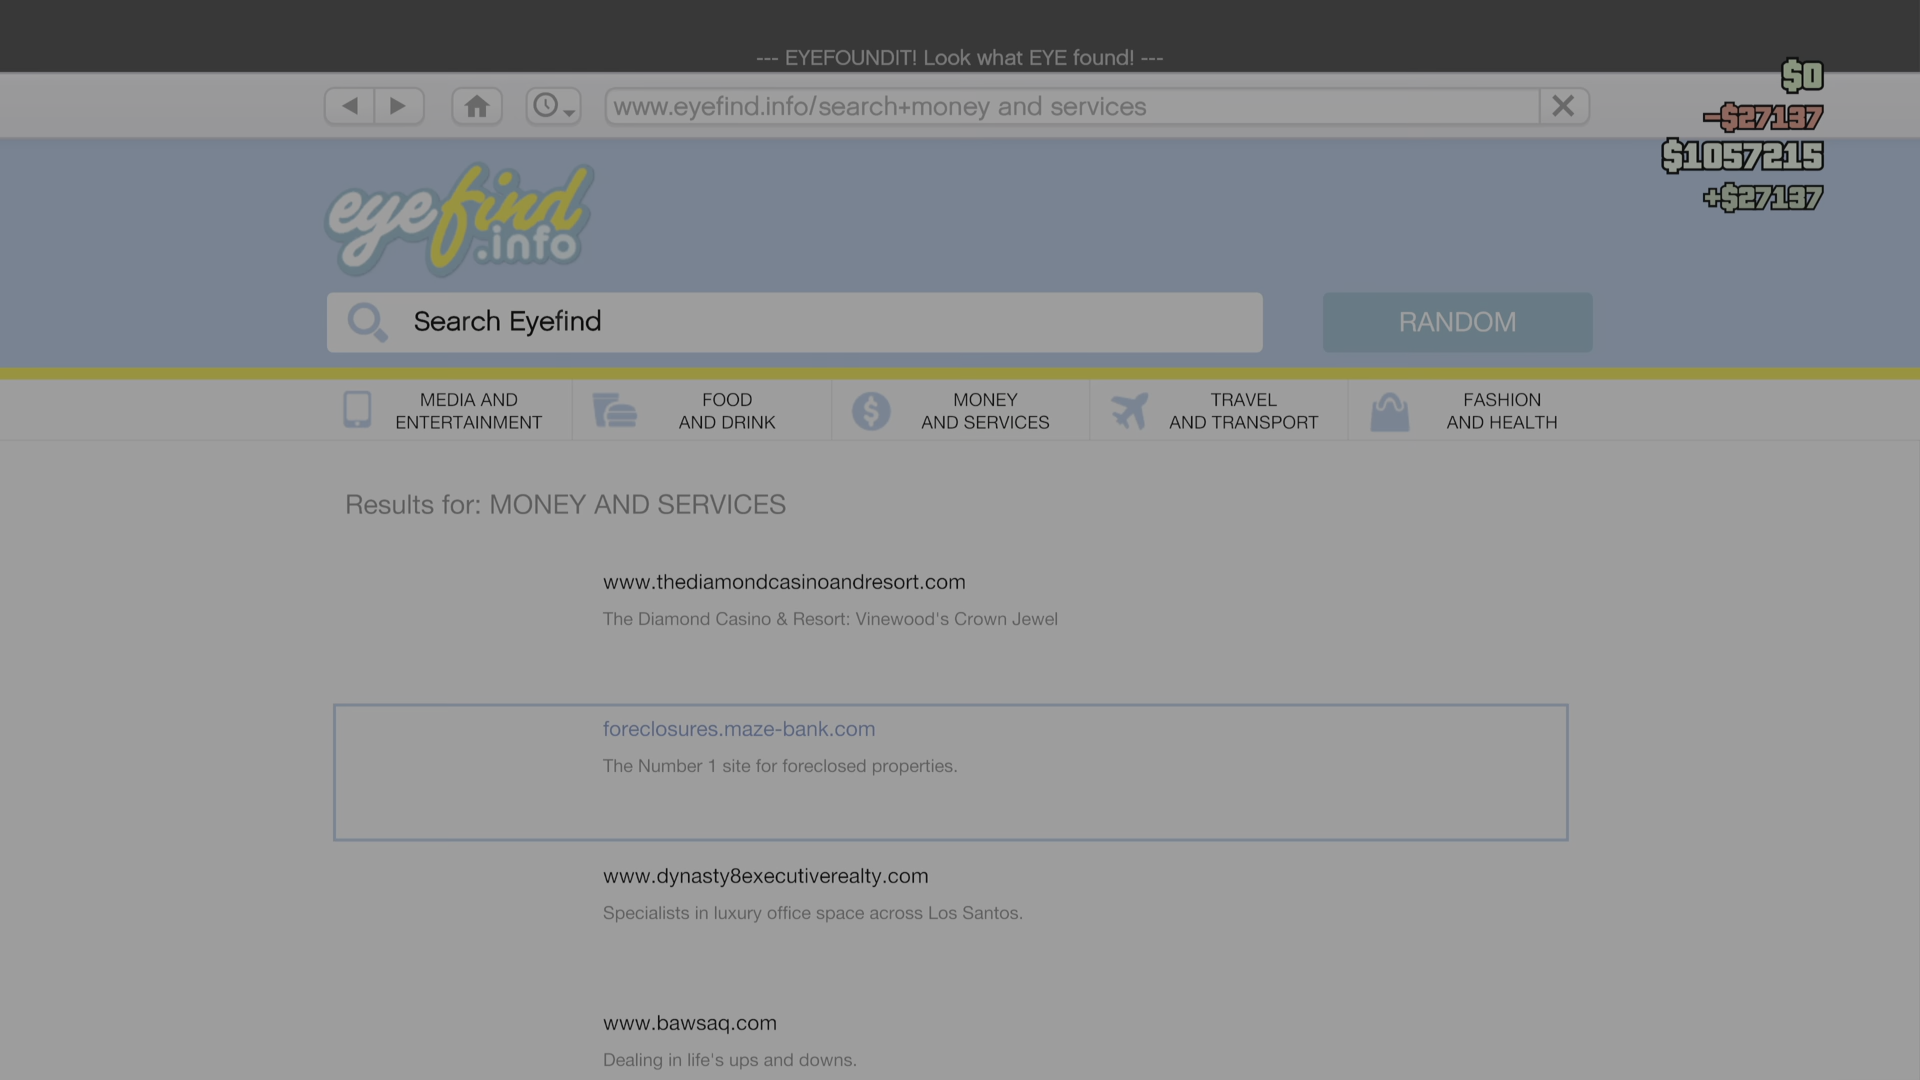 --- EYEFOUNDIT! Look what EYE found! ---
www.eyefind.info/search+money and services
$0
-$27137
$1057215
+$27137
eyefind
.info
Search Eyefind
RANDOM
MEDIA AND
ENTERTAINMENT
FOOD
AND DRINK
MONEY
AND SERVICES
TRAVEL
AND TRANSPORT
FASHION
AND HEALTH
Results for: MONEY AND SERVICES
www.thediamondcasinoandresort.com
The Diamond Casino & Resort: Vinewood's Crown Jewel
foreclosures.maze-bank.com
The Number 1 site for foreclosed properties.
www.dynasty8executiverealty.com
Specialists in luxury office space across Los Santos.
www.bawsaq.com
Dealing in life's ups and downs.